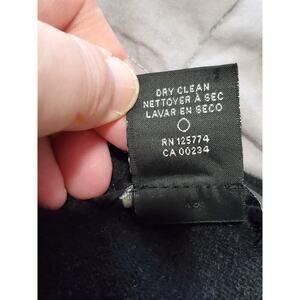 DRY CLEAN
NETTOYER À SEC
LAVAR EN SECO
RN 125774
CA 00234